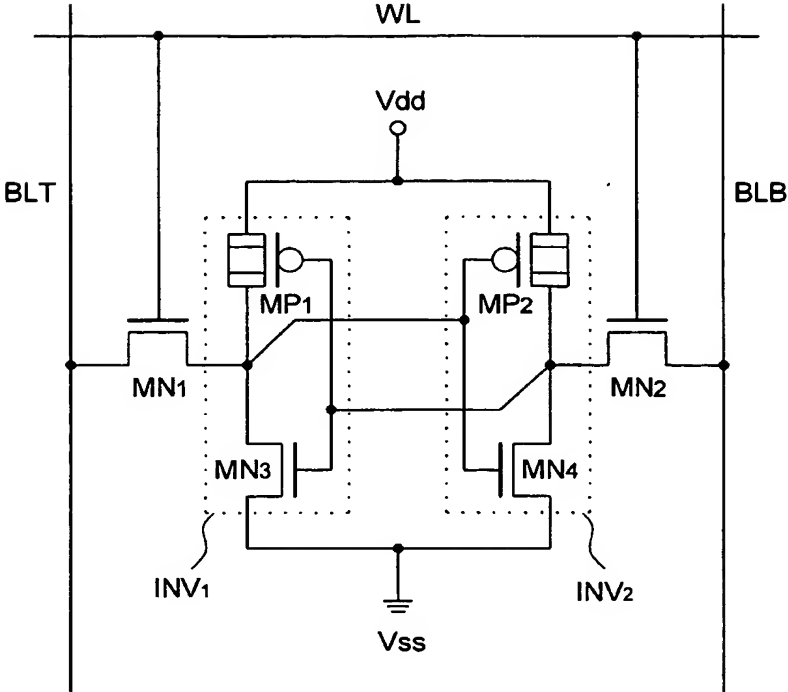 WL
Vdd
BLT
BLB
MP1
MP2
MN1
MN2
MN3
MN4
INV1
INV2
Vss